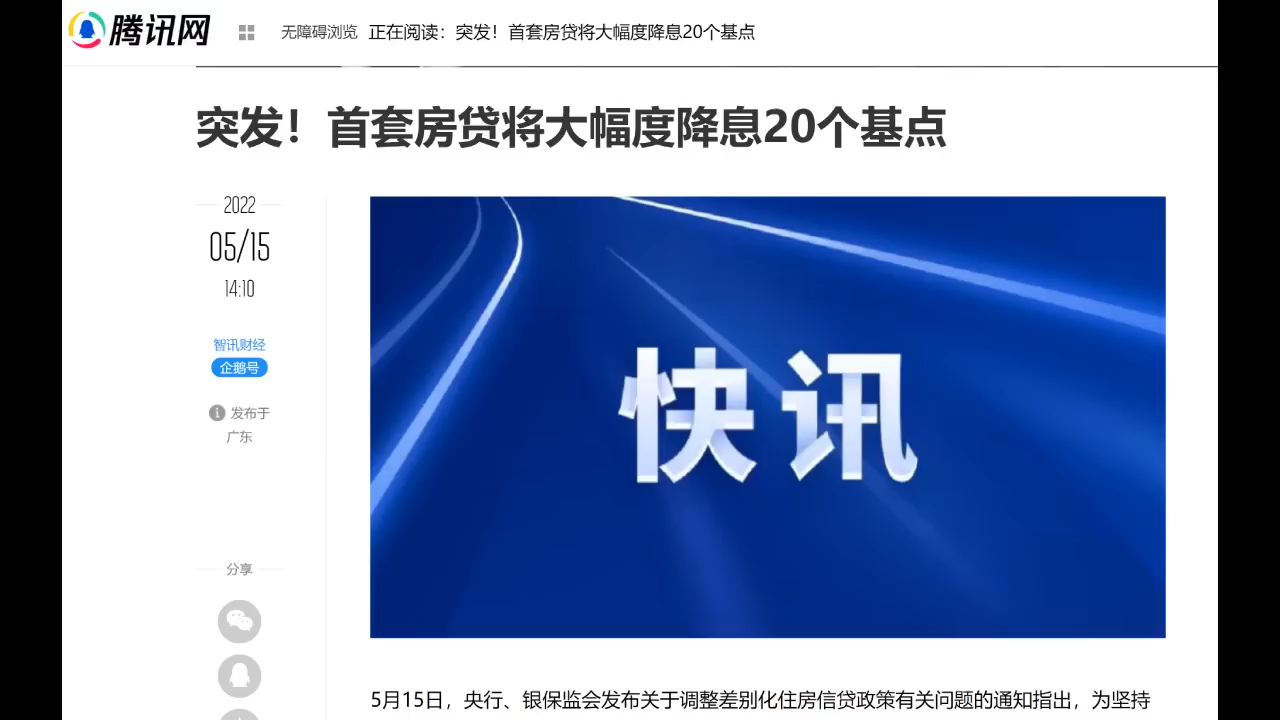 腾讯网
无障碍浏览 正在阅读：突发！首套房贷将大幅度降息20个基点
突发！首套房贷将大幅度降息20个基点
2022
05/15
14:10
智讯财经
企鹅号
发布于
广东
分享
快讯
5月15日，央行、银保监会发布关于调整差别化住房信贷政策有关问题的通知指出，为坚持